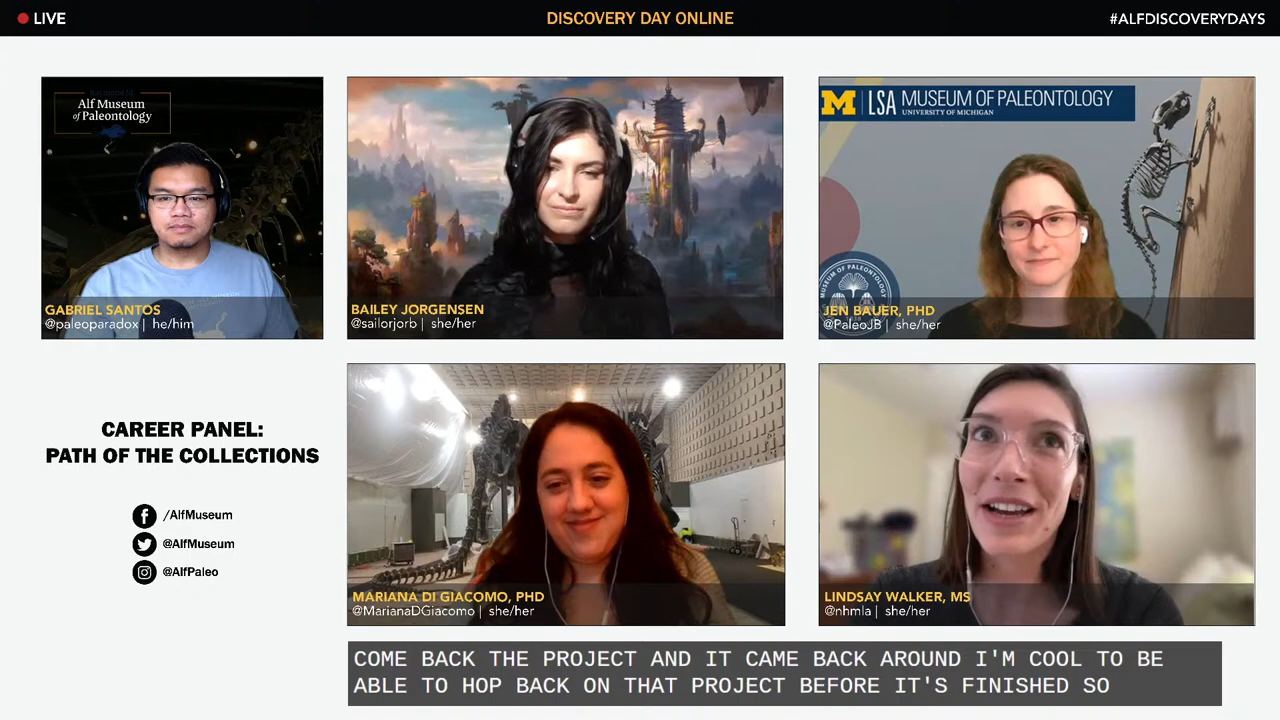 LIVE
DISCOVERY DAY ONLINE
#ALFDISCOVERYDAYS
Alf Museum
of Paleontology
GABRIEL SANTOS
@paleoparadox | he/him
BAILEY JORGENSEN
@sailorjorb | she/her
M LSA MUSEUM OF PALEONTOLOGY
UNIVERSITY OF MICHIGAN
MUSEUM OF PALEONTOLOGY
JEN BAUER, PHD
@PaleoJB | she/her
CAREER PANEL:
PATH OF THE COLLECTIONS
/AlfMuseum
@AlfMuseum
@AlfPaleo
MARIANA DI GIACOMO, PHD
@MarianaDGiacomo | she/her
LINDSAY WALKER, MS
@nhmla | she/her
COME BACK THE PROJECT AND IT CAME BACK AROUND I'M COOL TO BE
ABLE TO HOP BACK ON THAT PROJECT BEFORE IT'S FINISHED SO